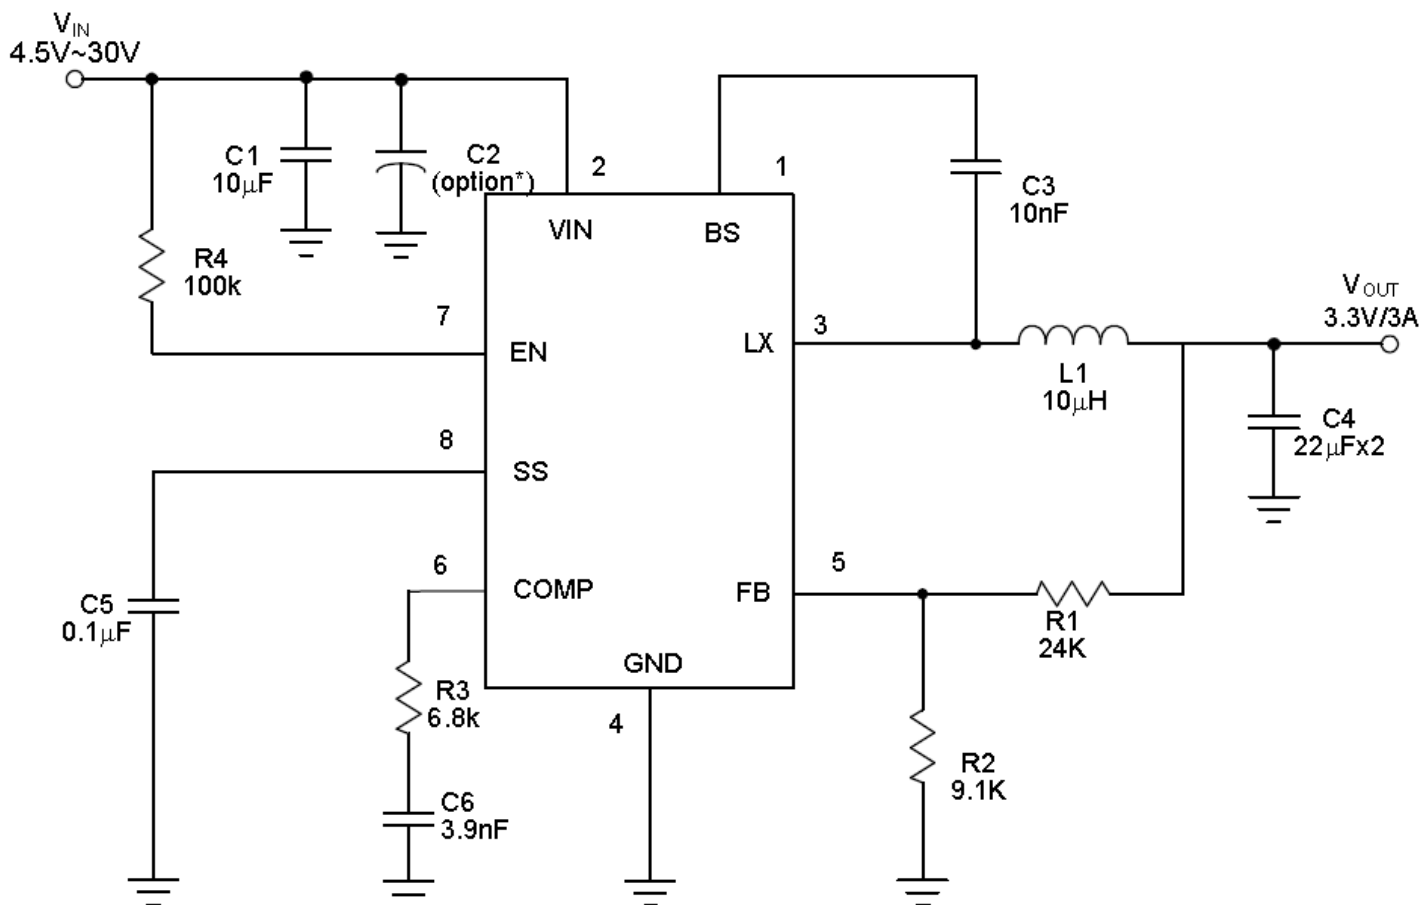 VIN
4.5V~30V
C1
10μF
C2
(option*)
2
1
VIN
BS
C3
10nF
R4
100k
7
EN
LX
3
VOUT
3.3V/3A
L1
10μH
C4
22μFx2
8
SS
6
COMP
FB
5
C5
0.1μF
R1
24K
GND
4
R3
6.8k
R2
9.1K
C6
3.9nF